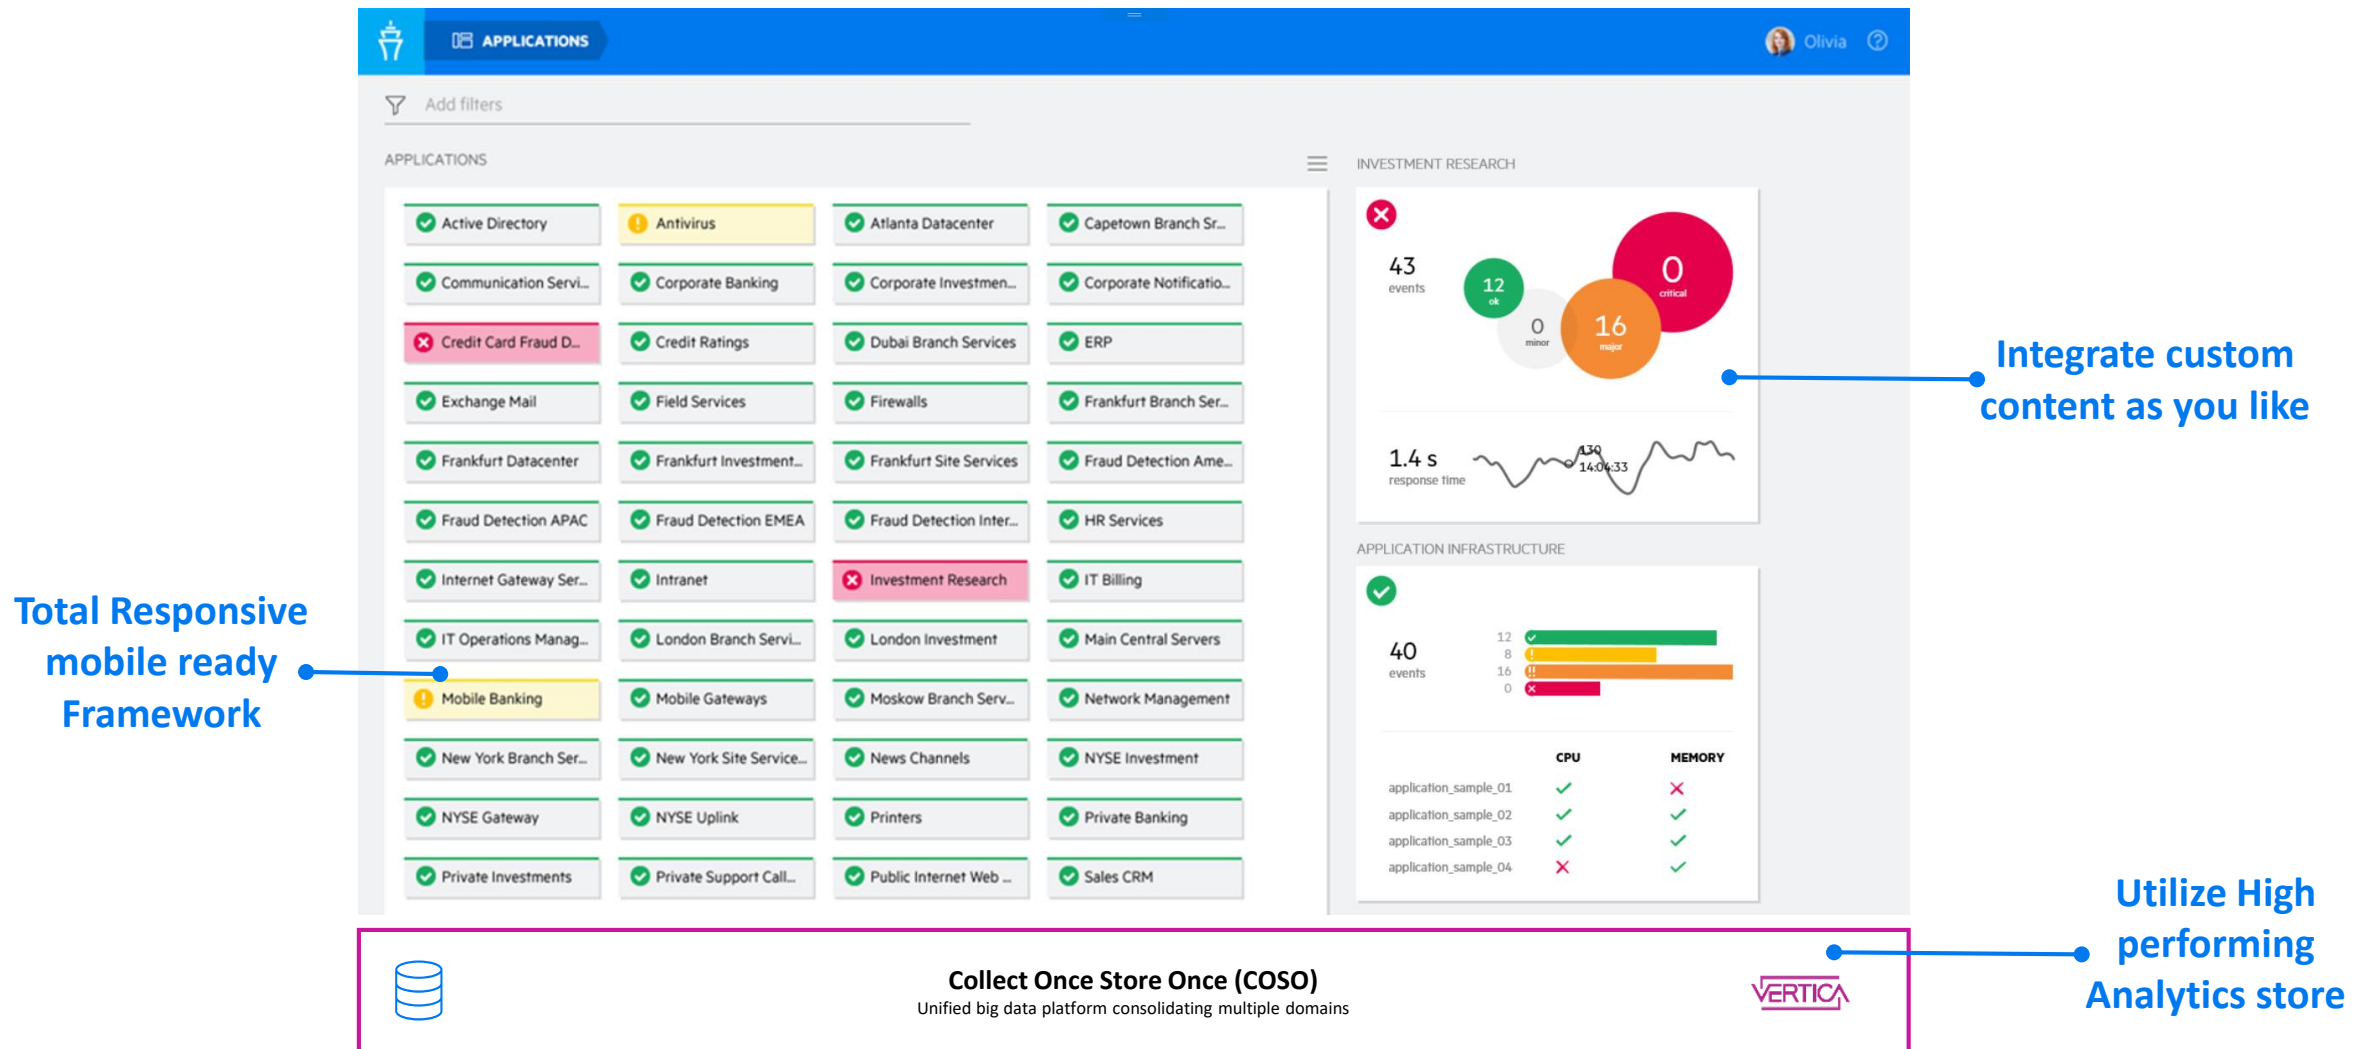 APPLICATIONS
Olivia
Add filters
APPLICATIONS
Active Directory
Antivirus
Atlanta Datacenter
Capetown Branch Sr...
Communication Servi...
Corporate Banking
Corporate Investmen...
Corporate Notificatio...
Credit Card Fraud D...
Credit Ratings
Dubai Branch Services
ERP
Exchange Mail
Field Services
Firewalls
Frankfurt Branch Ser...
Frankfurt Datacenter
Frankfurt Investment...
Frankfurt Site Services
Fraud Detection Ame...
Fraud Detection APAC
Fraud Detection EMEA
Fraud Detection Inter...
HR Services
Internet Gateway Ser...
Intranet
Investment Research
IT Billing
IT Operations Manag...
London Branch Servi...
London Investment
Main Central Servers
Mobile Banking
Mobile Gateways
Moskow Branch Serv...
Network Management
New York Branch Ser...
New York Site Service...
News Channels
NYSE Investment
NYSE Gateway
NYSE Uplink
Printers
Private Banking
Private Investments
Private Support Call...
Public Internet Web ...
Sales CRM
INVESTMENT RESEARCH
43
events
12
ok
0
minor
16
major
0
critical
1.4 s
response time
130
14:04:33
APPLICATION INFRASTRUCTURE
40
events
12
8
16
0
CPU MEMORY
application_sample_01
application_sample_02
application_sample_03
application_sample_04
Total Responsive
mobile ready
Framework
Integrate custom
content as you like
Utilize High
performing
Analytics store
Collect Once Store Once (COSO)
Unified big data platform consolidating multiple domains
VERTICA